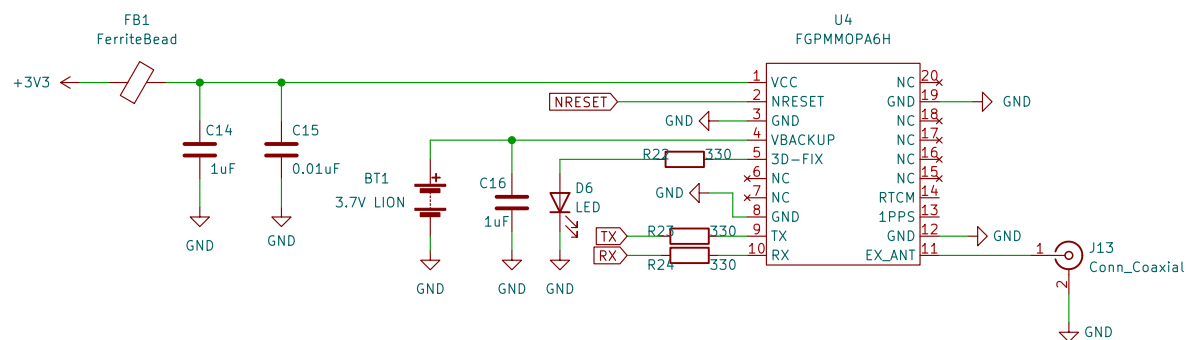 FB1
FerriteBead
U4
FGPMMOPA6H
+3V3
1 VCC NC 20
NRESET 2 NRESET GND 19 GND
GND 3 GND NC 18
4 VBACKUP NC 17
R22 330 5 3D-FIX NC 16
6 NC NC 15
GND 7 NC RTCM 14
8 GND 1PPS 13
TX R23 330 9 TX GND 12 GND
RX R24 330 10 RX EX_ANT 11
C14
1uF
C15
0.01uF
GND
GND
BT1
3.7V LION
+
C16
1uF
D6
LED
GND
GND
GND
1
J13
Conn_Coaxial
2
GND